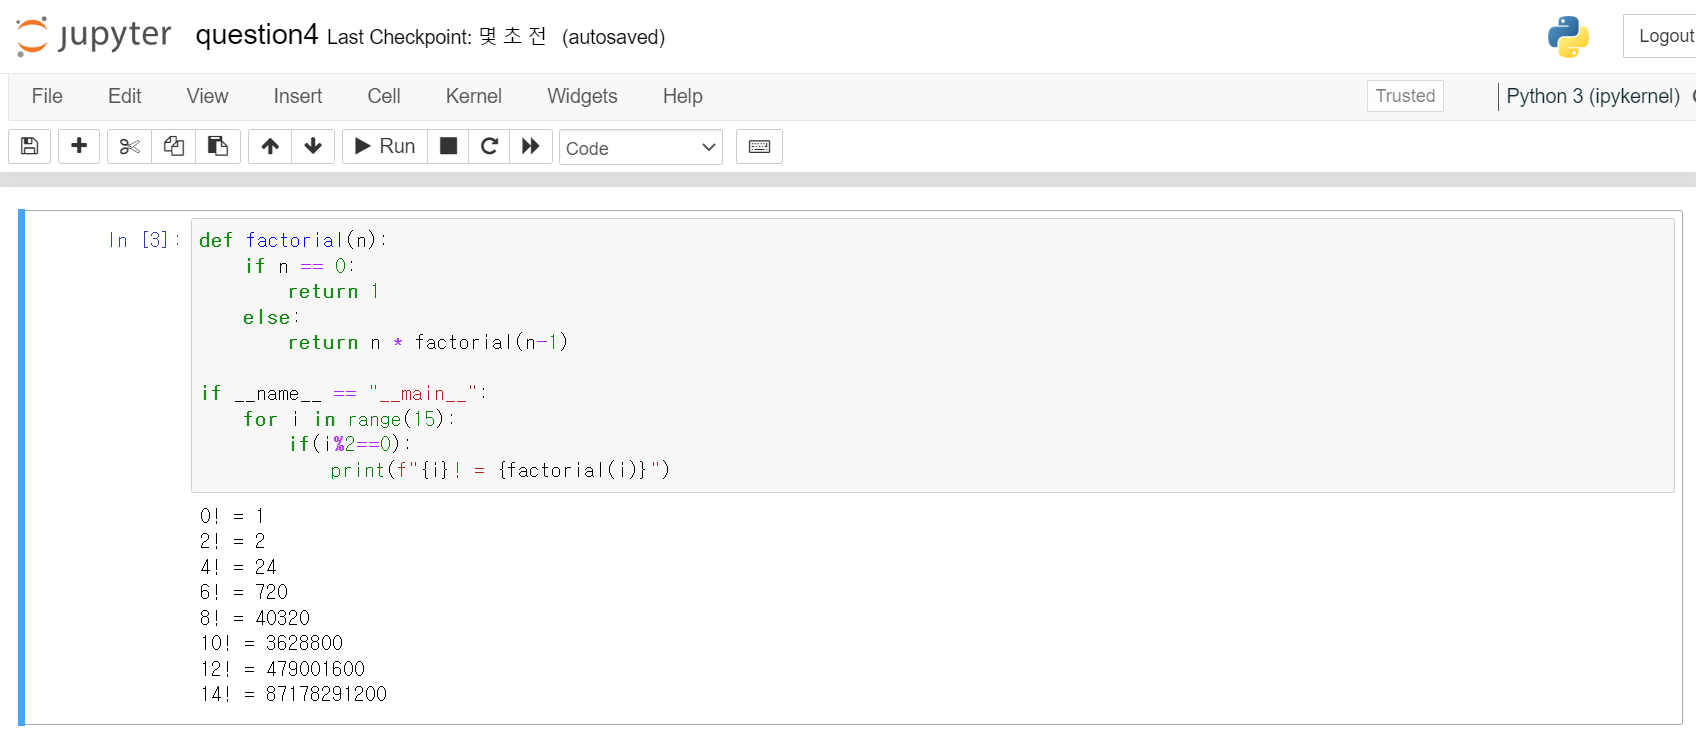 jupyter question4 Last Checkpoint: 몇 초 전 (autosaved) Logout
File Edit View Insert Cell Kernel Widgets Help Trusted Python 3 (ipykernel)
Run Code
In [3]: def factorial(n):
    if n == 0:
        return 1
    else:
        return n * factorial(n-1)

if __name__ == "__main__":
    for i in range(15):
        if(i%2==0):
            print(f"{i}! = {factorial(i)}")
0! = 1
2! = 2
4! = 24
6! = 720
8! = 40320
10! = 3628800
12! = 479001600
14! = 87178291200